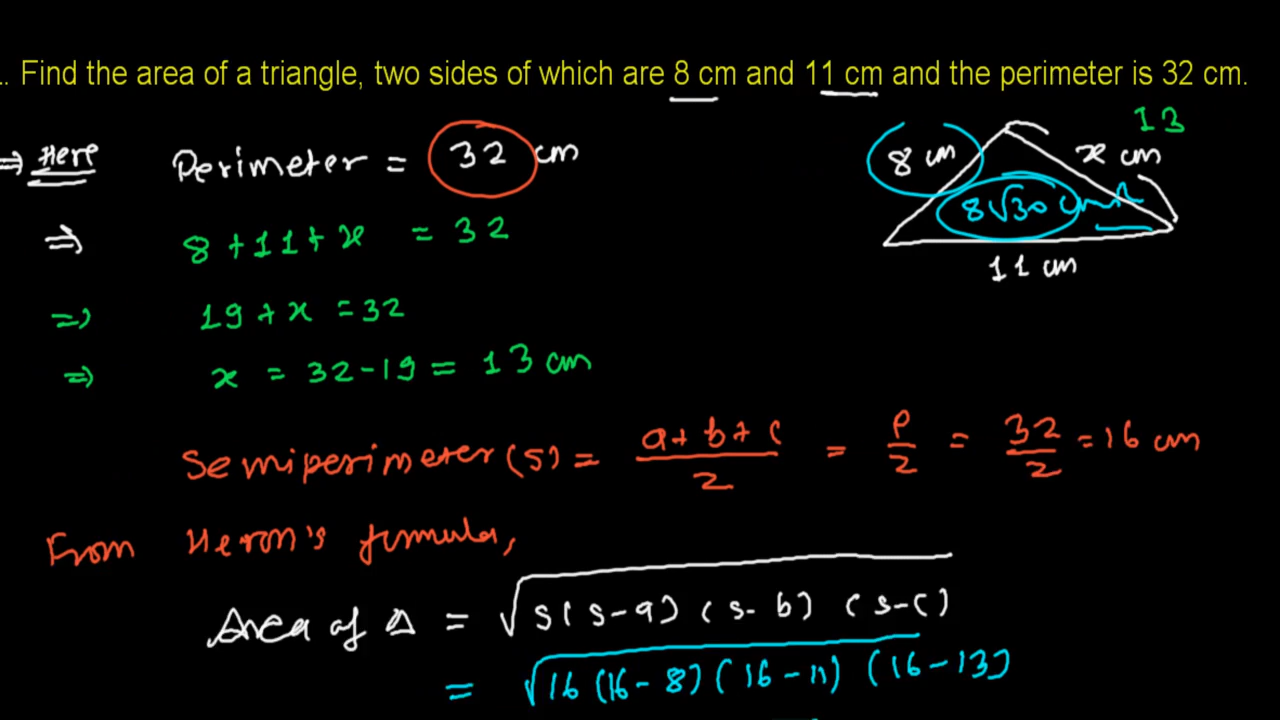 . Find the area of a triangle, two sides of which are 8 cm and 11 cm and the perimeter is 32 cm.
⇒ Here Perimeter = 32 cm
⇒ 8 + 11 + x = 32
⇒ 19 + x = 32
⇒ x = 32 - 19 = 13 cm
13
8 cm
x cm
8√30 cm²
11 cm
Semiperimeter (S) = a + b + c / 2 = P / 2 = 32 / 2 = 16 cm
From Heron's formula,
Area of Δ = √s(s-a) (s-b) (s-c)
= √16 (16-8) (16-11) (16-13)